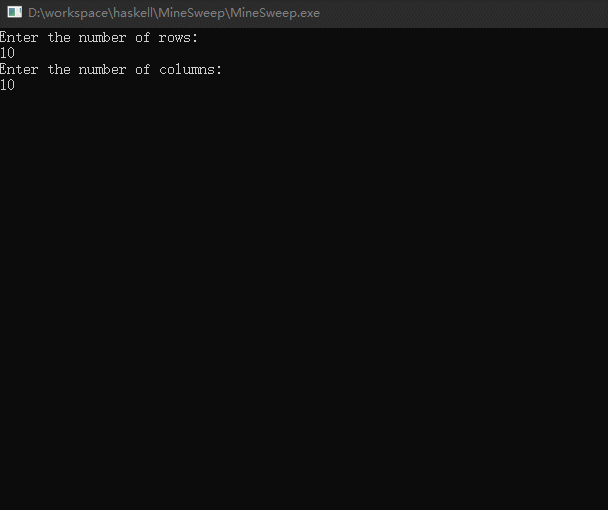 D:\workspace\haskell\MineSweep\MineSweep.exe
Enter the number of rows:
10
Enter the number of columns:
10